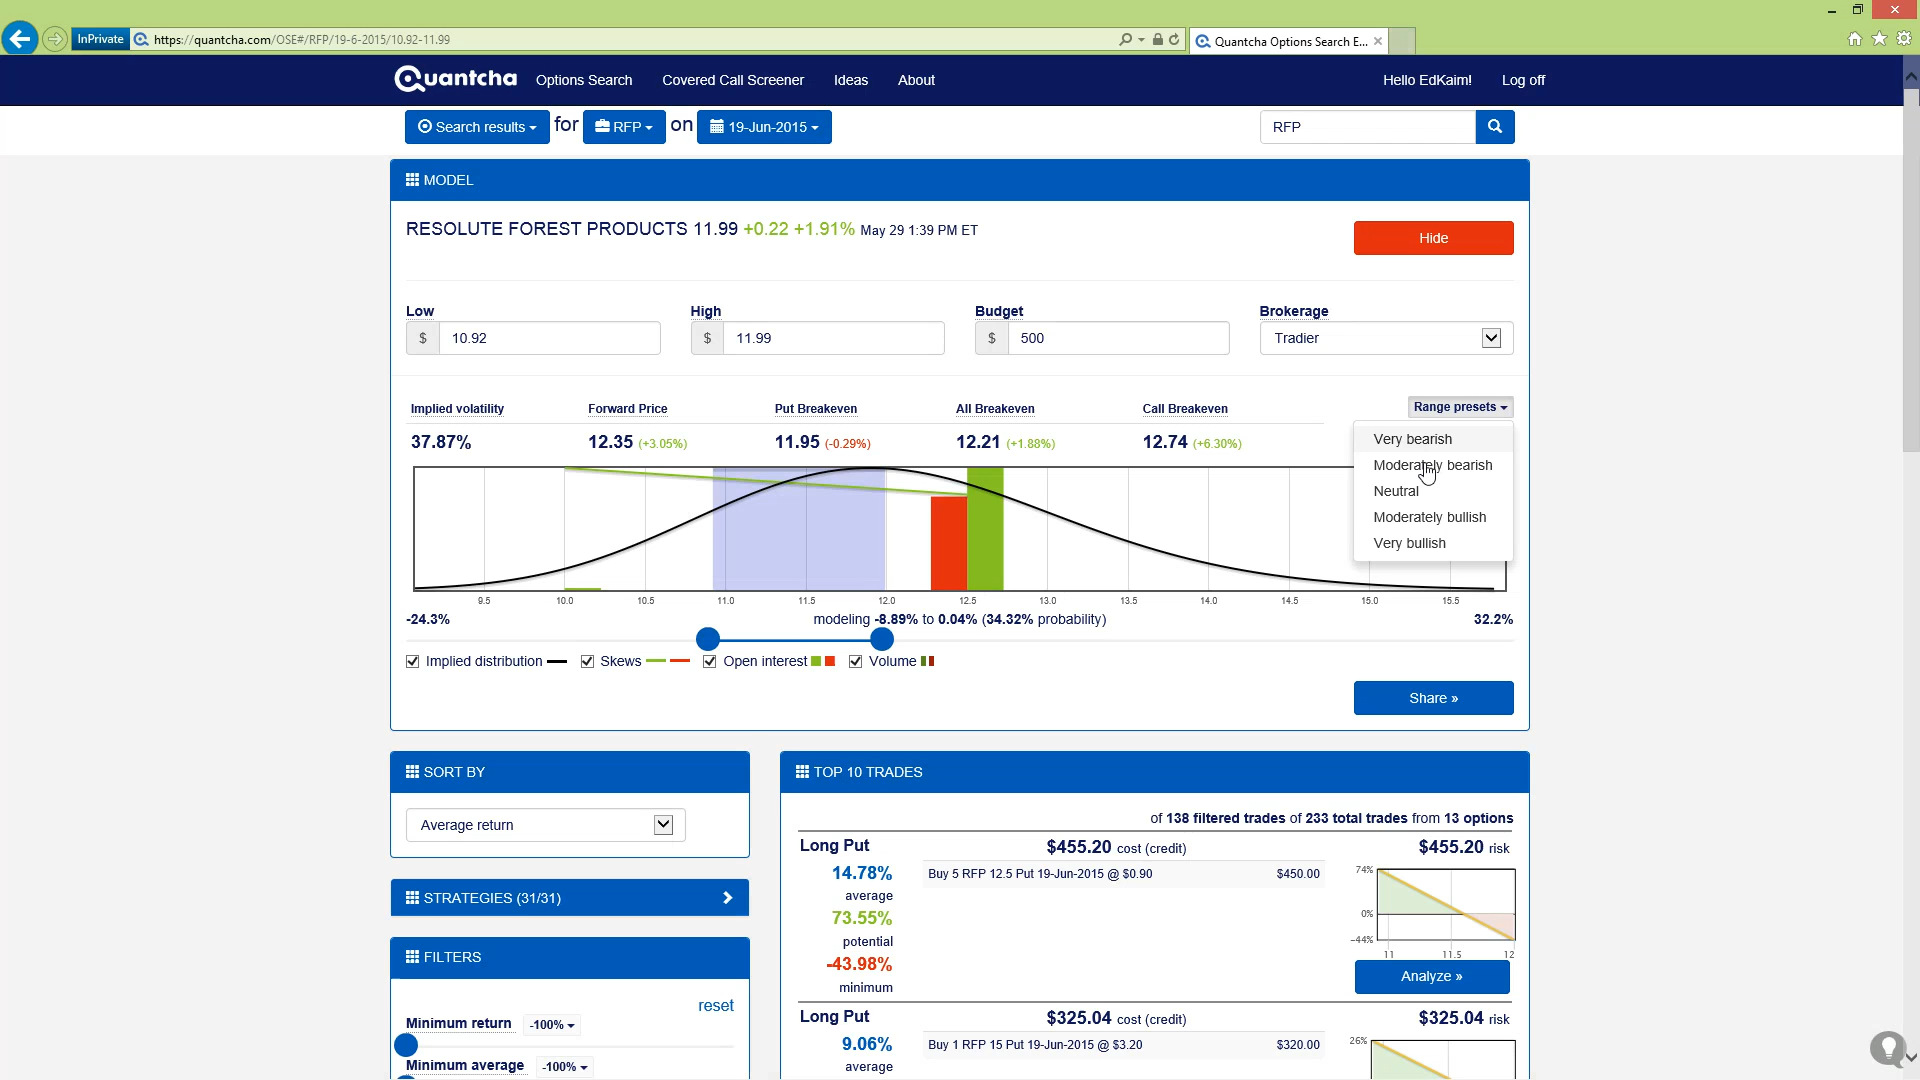 InPrivate
https://quantcha.com/OSE#/RFP/19-6-2015/10.92-11.99
Quantcha Options Search E...
Quantcha
Options Search
Covered Call Screener
Ideas
About
Hello EdKaim!
Log off
Search results for RFP on 19-Jun-2015
RFP
MODEL
RESOLUTE FOREST PRODUCTS 11.99 +0.22 +1.91% May 29 1:39 PM ET
Hide
Low
High
Budget
Brokerage
$ 10.92
$ 11.99
$ 500
Tradier
Implied volatility
Forward Price
Put Breakeven
All Breakeven
Call Breakeven
Range presets
37.87%
12.35 (+3.05%)
11.95 (-0.29%)
12.21 (+1.88%)
12.74 (+6.30%)
Very bearish
Moderately bearish
Neutral
Moderately bullish
Very bullish
9.5 10.0 10.5 11.0 11.5 12.0 12.5 13.0 13.5 14.0 14.5 15.0 15.5
-24.3%
modeling -8.89% to 0.04% (34.32% probability)
32.2%
Implied distribution
Skews
Open interest
Volume
Share »
SORT BY
Average return
STRATEGIES (31/31)
FILTERS
reset
Minimum return -100%
Minimum average -100%
TOP 10 TRADES
of 138 filtered trades of 233 total trades from 13 options
Long Put
$455.20 cost (credit)
$455.20 risk
14.78%
average
73.55%
potential
-43.98%
minimum
Buy 5 RFP 12.5 Put 19-Jun-2015 @ $0.90
$450.00
74%
0%
-44%
11 11.5 12
Analyze »
Long Put
$325.04 cost (credit)
$325.04 risk
9.06%
average
Buy 1 RFP 15 Put 19-Jun-2015 @ $3.20
$320.00
26%